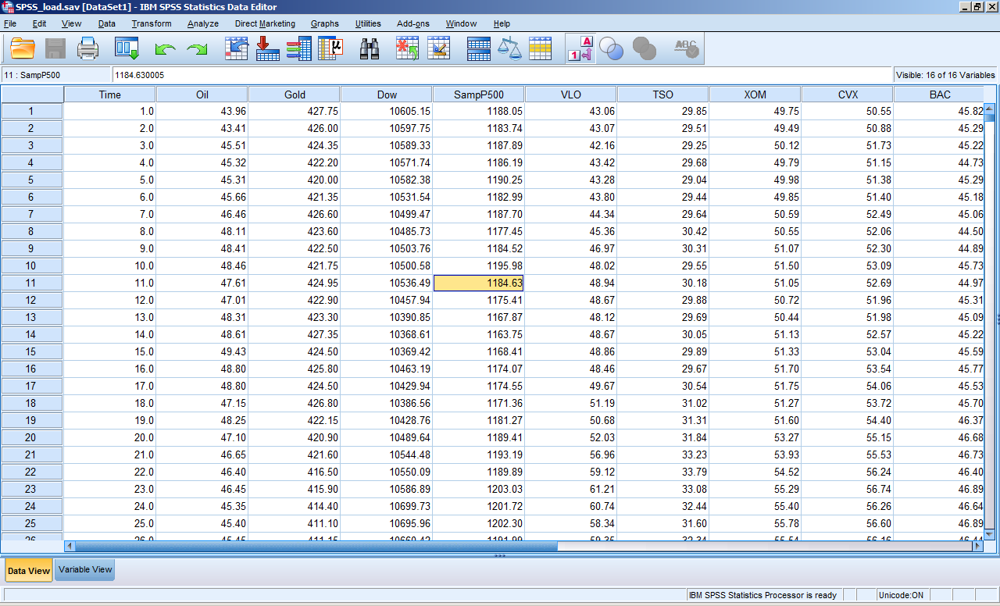 SPSS_load.sav [DataSet1] - IBM SPSS Statistics Data Editor
File Edit View Data Transform Analyze Direct Marketing Graphs Utilities Add-ons Window Help
11 : SampP500 1184.630005 Visible: 16 of 16 Variables
Time Oil Gold Dow SampP500 VLO TSO XOM CVX BAC
1 1.0 43.96 427.75 10605.15 1188.05 43.06 29.85 49.75 50.55 45.82
2 2.0 43.41 426.00 10597.75 1183.74 43.07 29.51 49.49 50.88 45.29
3 3.0 45.51 424.35 10589.33 1187.89 42.16 29.25 50.12 51.73 45.22
4 4.0 45.32 422.20 10571.74 1186.19 43.42 29.68 49.79 51.15 44.73
5 5.0 45.31 420.00 10582.38 1190.25 43.28 29.04 49.98 51.38 45.29
6 6.0 45.66 421.35 10531.54 1182.99 43.80 29.44 49.85 51.40 45.18
7 7.0 46.46 426.60 10499.47 1187.70 44.34 29.64 50.59 52.49 45.06
8 8.0 48.11 423.60 10485.73 1177.45 45.36 30.42 50.55 52.06 44.50
9 9.0 48.41 422.50 10503.76 1184.52 46.97 30.31 51.07 52.30 44.89
10 10.0 48.46 421.75 10500.58 1195.98 48.02 29.55 51.50 53.09 45.73
11 11.0 47.61 424.95 10536.49 1184.63 48.94 30.18 51.05 52.69 44.97
12 12.0 47.01 422.90 10457.94 1175.41 48.67 29.88 50.72 51.96 45.31
13 13.0 48.31 423.30 10390.85 1167.87 48.12 29.69 50.44 51.98 45.09
14 14.0 48.61 427.35 10368.61 1163.75 48.67 30.05 51.13 52.57 45.22
15 15.0 49.43 424.50 10369.42 1168.41 48.86 29.89 51.33 53.04 45.59
16 16.0 48.80 425.80 10463.19 1174.07 48.46 29.67 51.70 53.54 45.77
17 17.0 48.80 424.50 10429.94 1174.55 49.67 30.54 51.75 54.06 45.53
18 18.0 47.15 426.80 10386.56 1171.36 51.19 31.02 51.27 53.72 45.70
19 19.0 48.25 422.15 10428.76 1181.27 50.68 31.31 51.60 54.40 46.37
20 20.0 47.10 420.90 10489.64 1189.41 52.03 31.84 53.27 55.15 46.68
21 21.0 46.65 421.60 10544.48 1193.19 56.96 33.23 53.93 55.53 46.73
22 22.0 46.40 416.50 10550.09 1189.89 59.12 33.79 54.52 56.24 46.40
23 23.0 46.45 415.90 10586.89 1203.03 61.21 33.08 55.29 56.74 46.89
24 24.0 45.35 414.40 10699.73 1201.72 60.74 32.44 55.40 56.26 46.64
25 25.0 45.40 411.10 10695.96 1202.30 58.34 31.60 55.78 56.60 46.89
Data View Variable View
IBM SPSS Statistics Processor is ready Unicode:ON